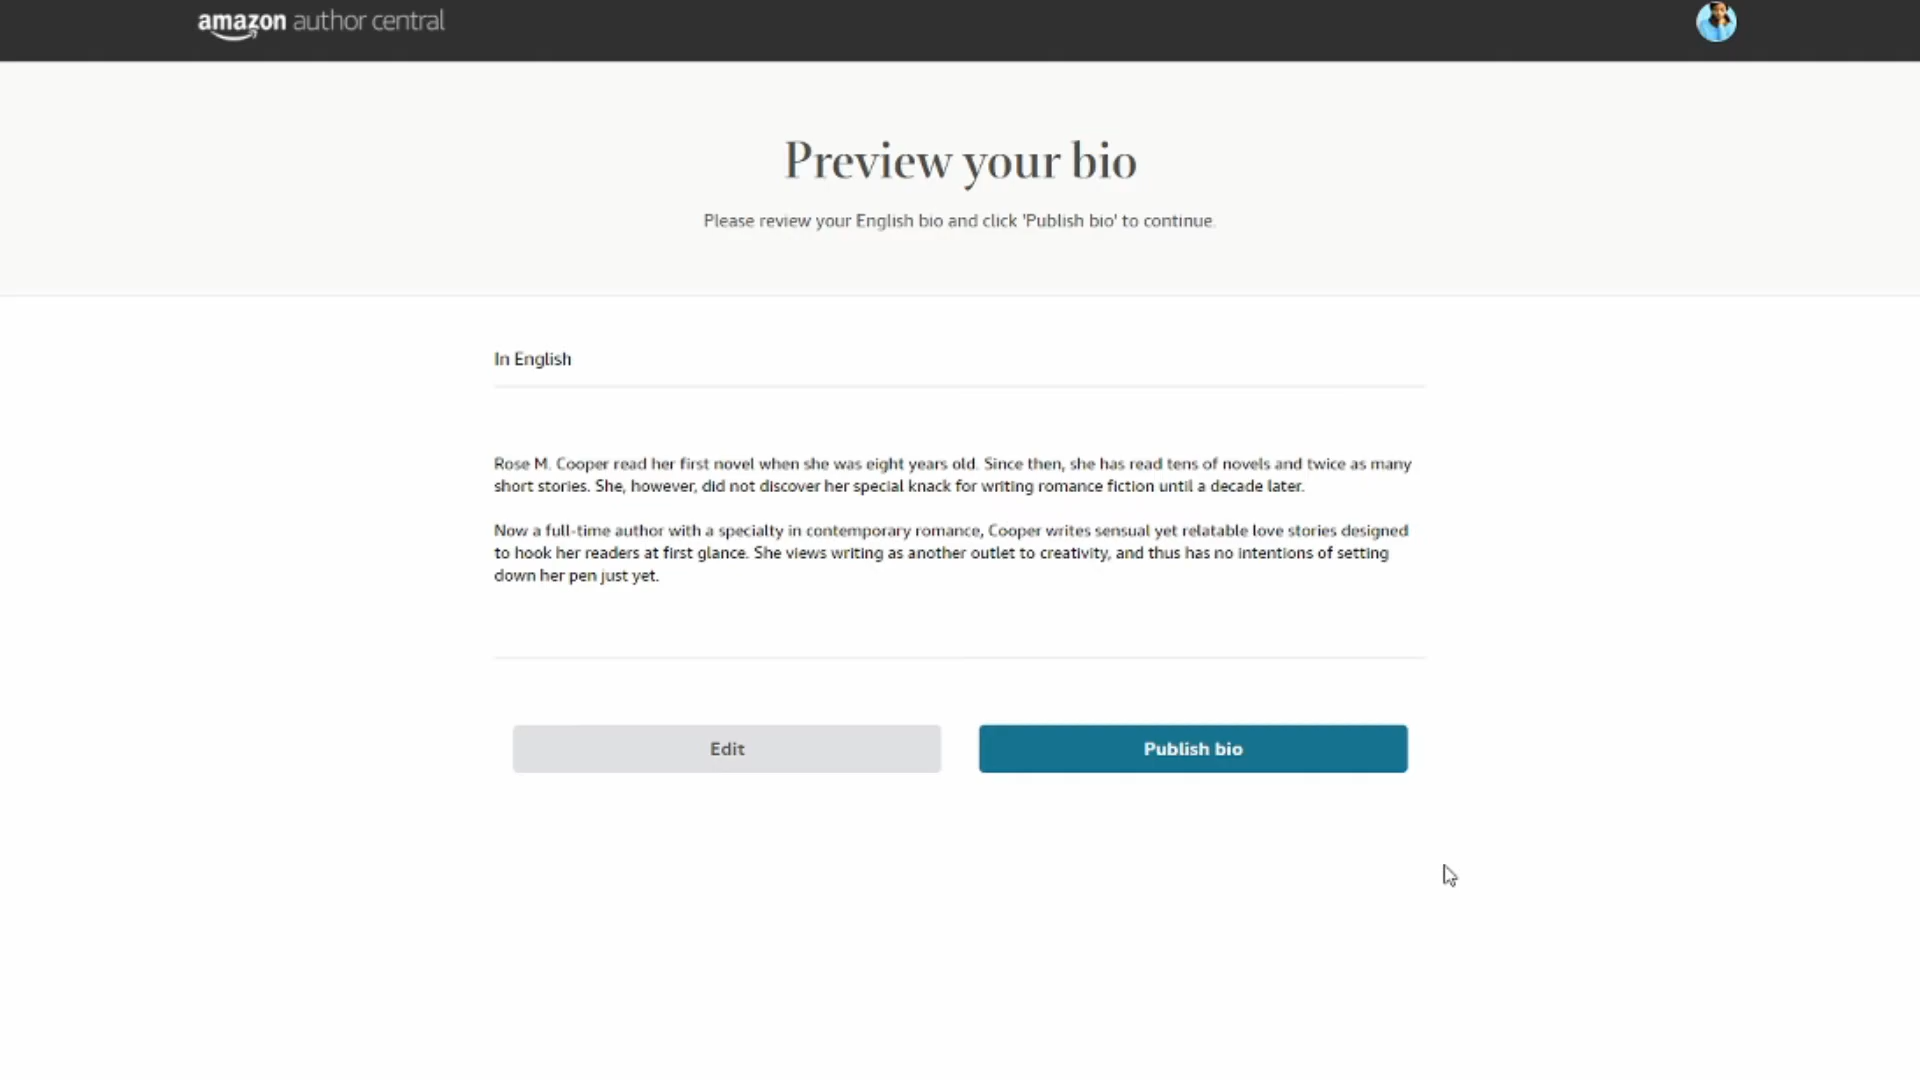 amazon author central
Preview your bio
Please review your English bio and click 'Publish bio' to continue.
In English
Rose M. Cooper read her first novel when she was eight years old. Since then, she has read tens of novels and twice as many
short stories. She, however, did not discover her special knack for writing romance fiction until a decade later.
Now a full-time author with a specialty in contemporary romance, Cooper writes sensual yet relatable love stories designed
to hook her readers at first glance. She views writing as another outlet to creativity, and thus has no intentions of setting
down her pen just yet.
Edit
Publish bio